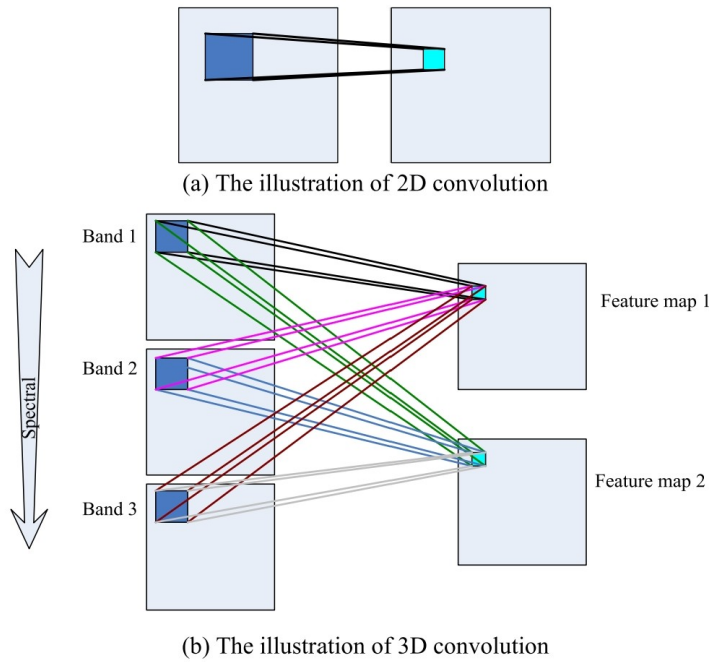 (a) The illustration of 2D convolution
Band 1
Feature map 1
Band 2
Spectral
Feature map 2
Band 3
(b) The illustration of 3D convolution